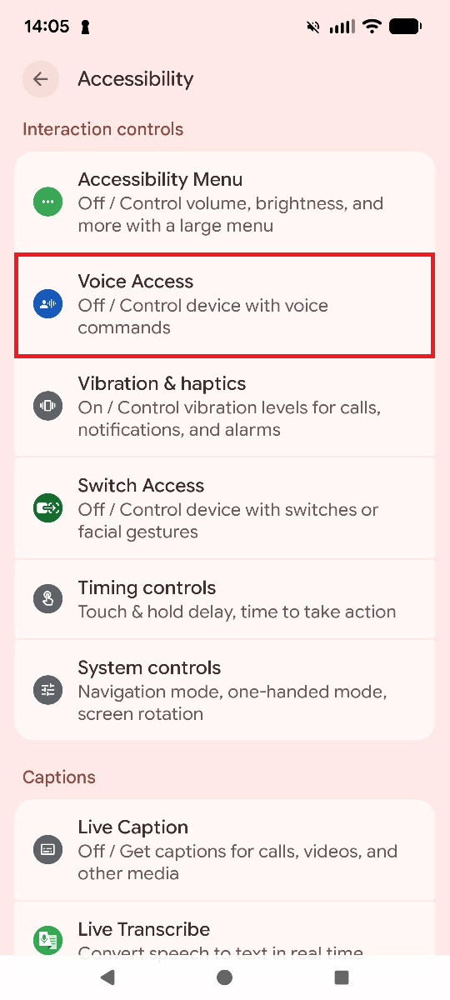 14:05
Accessibility
Interaction controls
Accessibility Menu
Off / Control volume, brightness, and
more with a large menu
Voice Access
Off / Control device with voice
commands
Vibration & haptics
On / Control vibration levels for calls,
notifications, and alarms
Switch Access
Off / Control device with switches or
facial gestures
Timing controls
Touch & hold delay, time to take action
System controls
Navigation mode, one-handed mode,
screen rotation
Captions
Live Caption
Off / Get captions for calls, videos, and
other media
Live Transcribe
Convert speech to text in real time